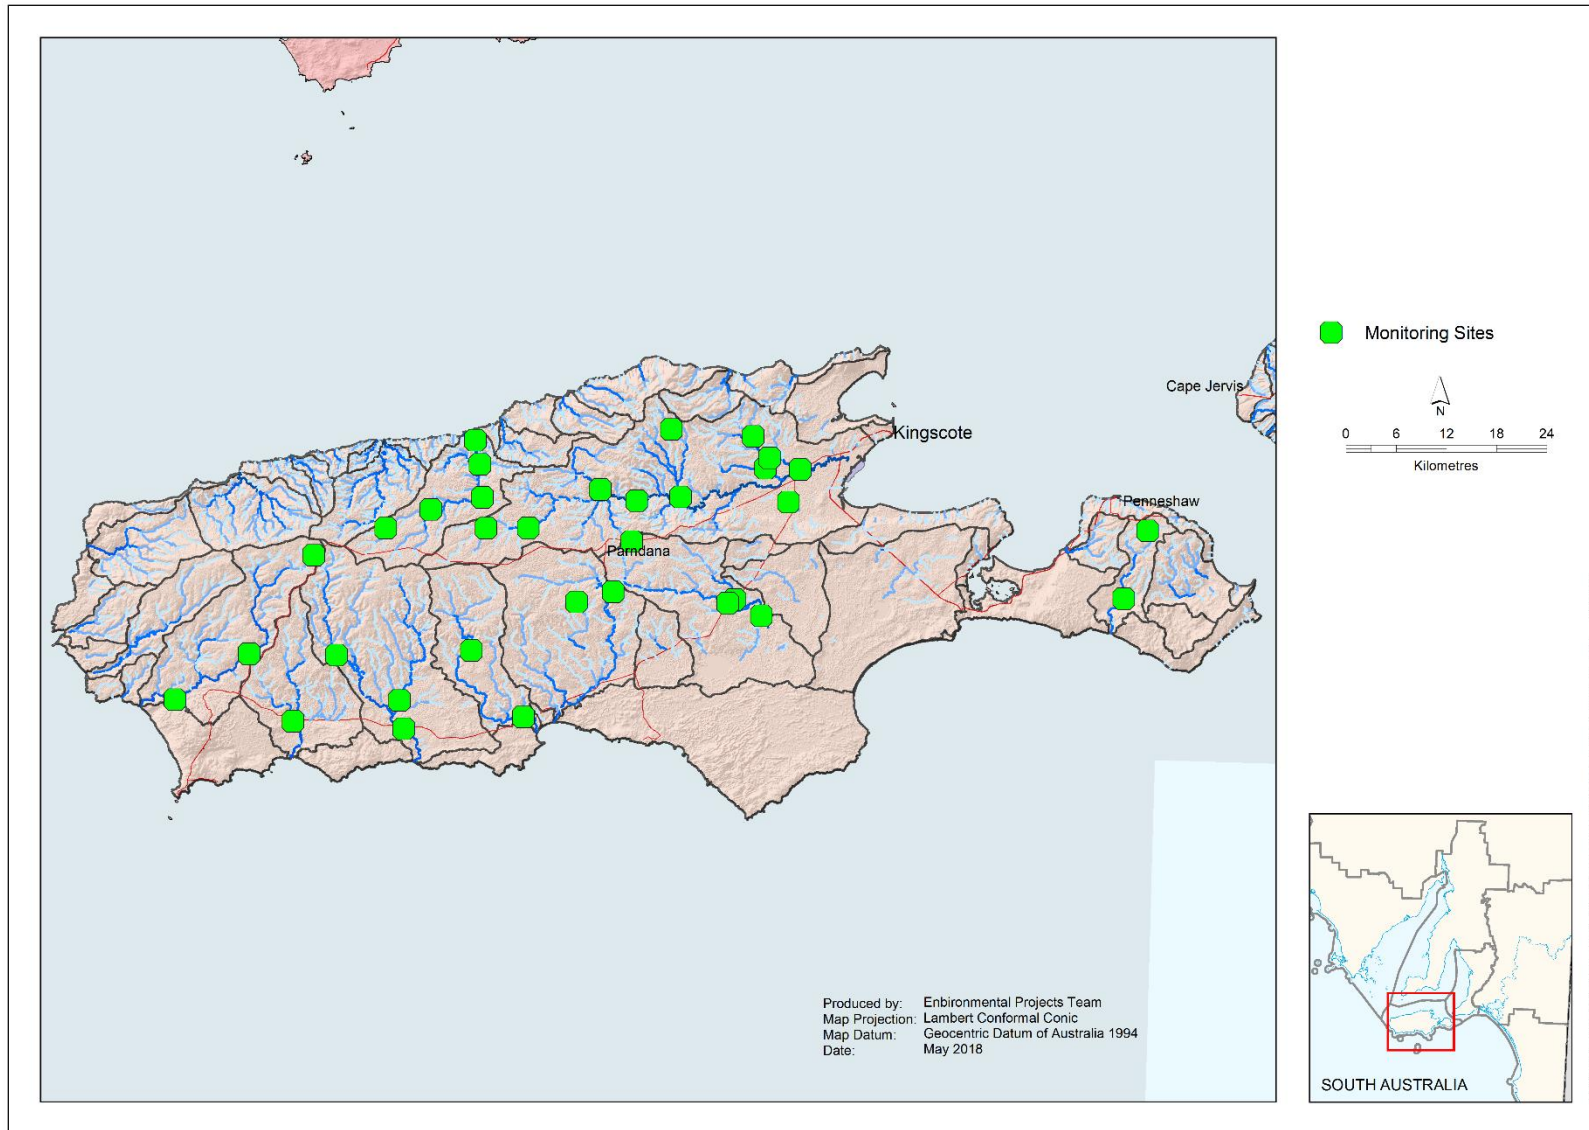 Cape Jervis
Kingscote
Penneshaw
Parndana
Monitoring Sites
N
0 6 12 18 24
Kilometres
Produced by: Enbironmental Projects Team
Map Projection: Lambert Conformal Conic
Map Datum: Geocentric Datum of Australia 1994
Date: May 2018
SOUTH AUSTRALIA